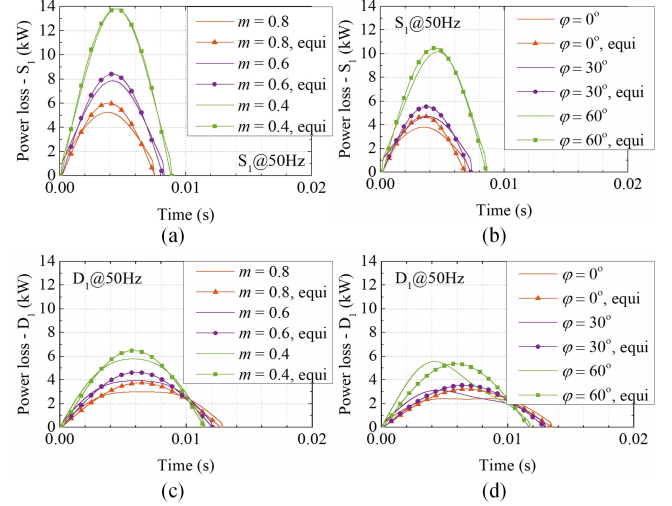 14
12
10
8
6
4
2
0
Power loss - S1 (kW)
m = 0.8
m = 0.8, equi
m = 0.6
m = 0.6, equi
m = 0.4
m = 0.4, equi
S1@50Hz
0.00 0.01 0.02
Time (s)
(a)
14
12
10
8
6
4
2
0
Power loss - S1 (kW)
S1@50Hz
φ = 0°
φ = 0°, equi
φ = 30°
φ = 30°, equi
φ = 60°
φ = 60°, equi
0.00 0.01 0.02
Time (s)
(b)
14
12
10
8
6
4
2
0
Power loss - D1 (kW)
D1@50Hz
m = 0.8
m = 0.8, equi
m = 0.6
m = 0.6, equi
m = 0.4
m = 0.4, equi
0.00 0.01 0.02
Time (s)
(c)
14
12
10
8
6
4
2
0
Power loss - D1 (kW)
D1@50Hz
φ = 0°
φ = 0°, equi
φ = 30°
φ = 30°, equi
φ = 60°
φ = 60°, equi
0.00 0.01 0.02
Time (s)
(d)